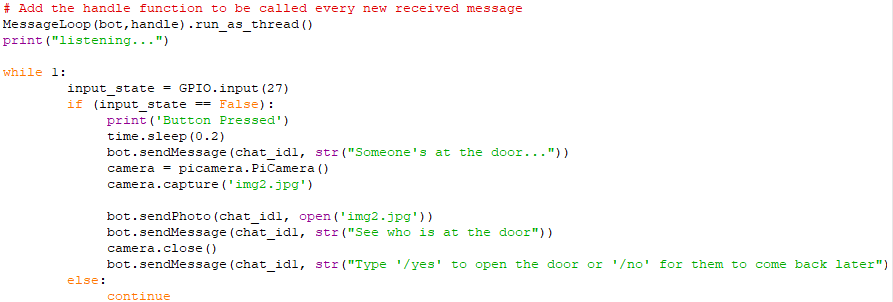 # Add the handle function to be called every new received message
MessageLoop(bot,handle).run_as_thread()
print("listening...")
while 1:
input_state = GPIO.input(27)
if (input_state == False):
print('Button Pressed')
time.sleep(0.2)
bot.sendMessage(chat_id1, str("Someone's at the door..."))
camera = picamera.PiCamera()
camera.capture('img2.jpg')
bot.sendPhoto(chat_id1, open('img2.jpg'))
bot.sendMessage(chat_id1, str("See who is at the door"))
camera.close()
bot.sendMessage(chat_id1, str("Type '/yes' to open the door or '/no' for them to come back later")
else:
continue